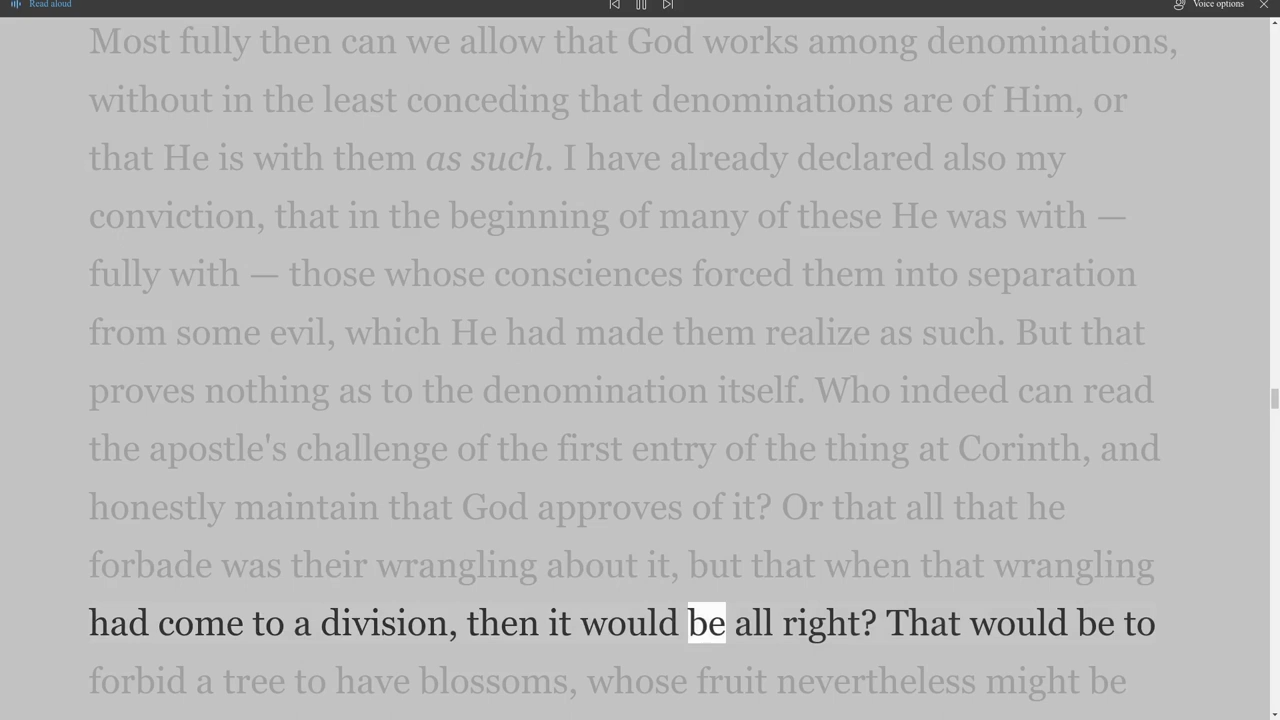 Read aloud
Voice options
Most fully then can we allow that God works among denominations,
without in the least conceding that denominations are of Him, or
that He is with them as such. I have already declared also my
conviction, that in the beginning of many of these He was with —
fully with — those whose consciences forced them into separation
from some evil, which He had made them realize as such. But that
proves nothing as to the denomination itself. Who indeed can read
the apostle's challenge of the first entry of the thing at Corinth, and
honestly maintain that God approves of it? Or that all that he
forbade was their wrangling about it, but that when that wrangling
had come to a division, then it would be all right? That would be to
forbid a tree to have blossoms, whose fruit nevertheless might be